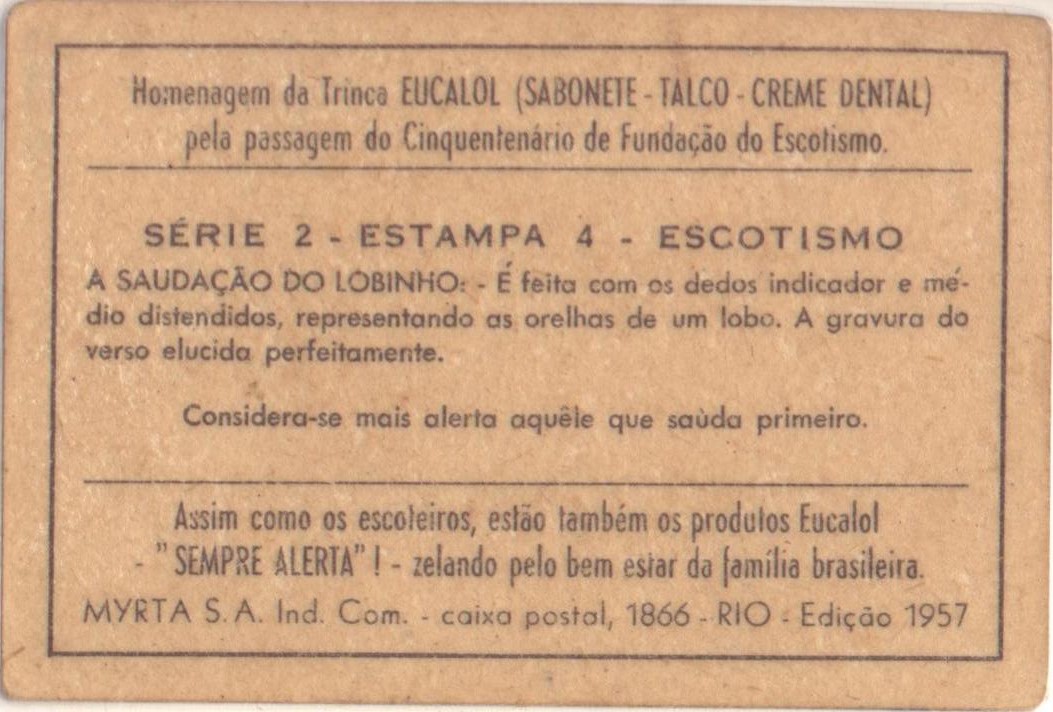 Homenagem da Trinca EUCALOL (SABONETE - TALCO - CREME DENTAL)
pela passagem do Cinquentenário de Fundação do Escotismo.
SÉRIE 2 - ESTAMPA 4 - ESCOTISMO
A SAUDAÇÃO DO LOBINHO: - É feita com os dedos indicador e mé-
dio distendidos, representando as orelhas de um lobo. A gravura do
verso elucida perfeitamente.
Considera-se mais alerta aquêle que saùda primeiro.
Assim como os escoteiros, estão também os produtos Eucalol
- "SEMPRE ALERTA" ! - zelando pelo bem estar da família brasileira.
MYRTA S. A. Ind. Com. - caixa postal, 1866 - RIO - Edição 1957